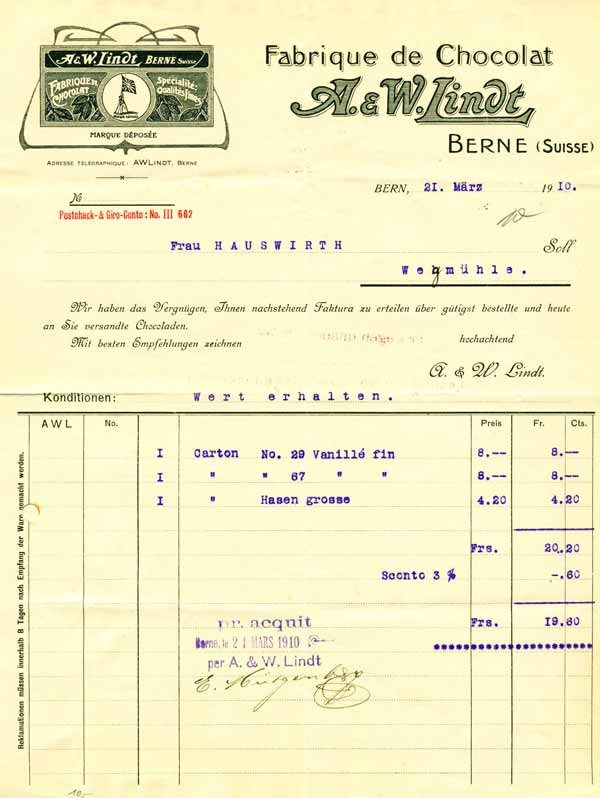 A. & W. Lindt, BERNE Suisse
FABRIQUE DE CHOCOLAT
Spécialité: Qualités fines
MARQUE DÉPOSÉE
ADRESSE TÉLÉGRAPHIQUE: AWLINDT, BERNE
Fabrique de Chocolat
A. & W. Lindt
BERNE (SUISSE)
No
Postcheck- & Giro-Conto: No. III 662
BERN, 21. März 1910.
10
Frau HAUSWIRTH Soll
Wegmühle.
Wir haben das Vergnügen, Ihnen nachstehend Faktura zu erteilen über gütigst bestellte und heute
an Sie versandte Chocoladen.
Mit besten Empfehlungen zeichnen hochachtend
A. & W. Lindt.
Konditionen: Wert erhalten.
AWL No. Preis Fr. Cts.
I Carton No. 29 Vanillé fin 8.-- 8.--
I " " 67 " " 8.-- 8.--
I " Hasen grosse 4.20 4.20
Frs. 20.20
Sconto 3 % -.60
Frs. 19.60
pr. acquit
Berne, le 21 MARS 1910
per A. & W. Lindt
Reklamationen müssen innerhalb 8 Tagen nach Empfang der Ware gemacht werden.
10.-